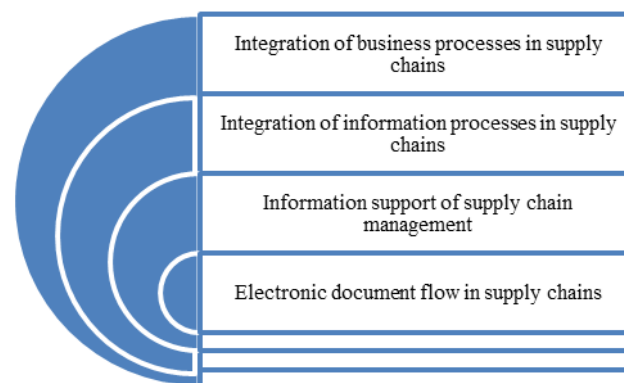 Integration of business processes in supply
chains
Integration of information processes in supply
chains
Information support of supply chain
management
Electronic document flow in supply chains